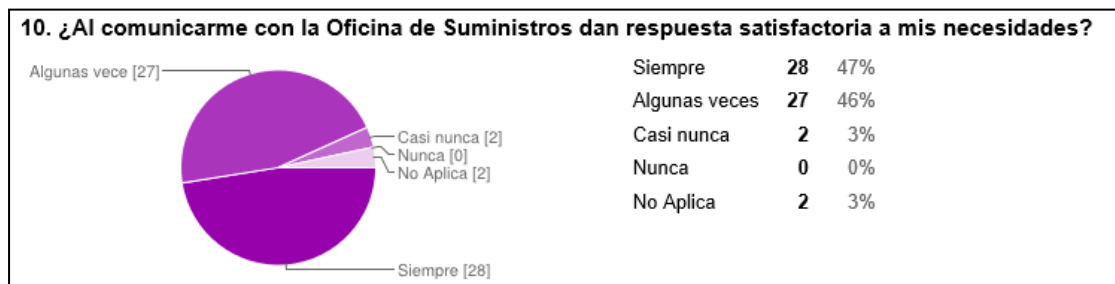 10. ¿Al comunicarme con la Oficina de Suministros dan respuesta satisfactoria a mis necesidades?
Algunas vece [27]
Casi nunca [2]
Nunca [0]
No Aplica [2]
Siempre [28]
Siempre 28 47%
Algunas veces 27 46%
Casi nunca 2 3%
Nunca 0 0%
No Aplica 2 3%